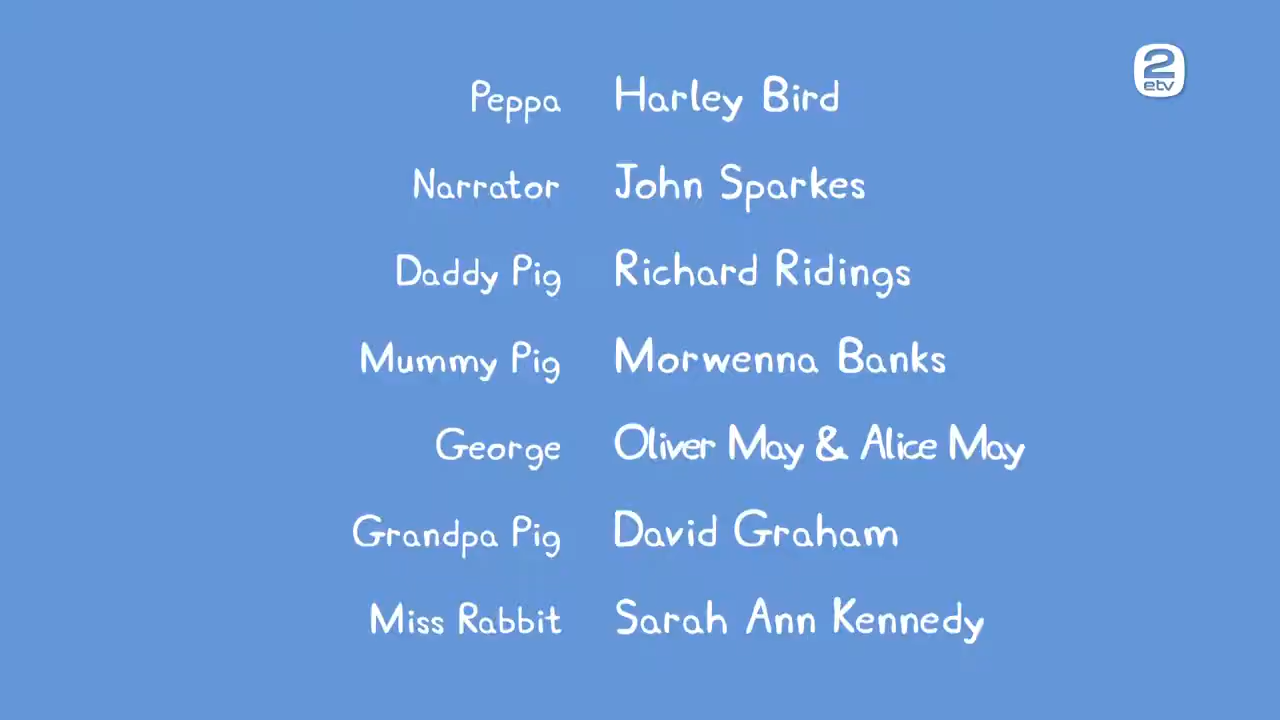 Peppa Harley Bird
Narrator John Sparkes
Daddy Pig Richard Ridings
Mummy Pig Morwenna Banks
George Oliver May & Alice May
Grandpa Pig David Graham
Miss Rabbit Sarah Ann Kennedy
2
etv